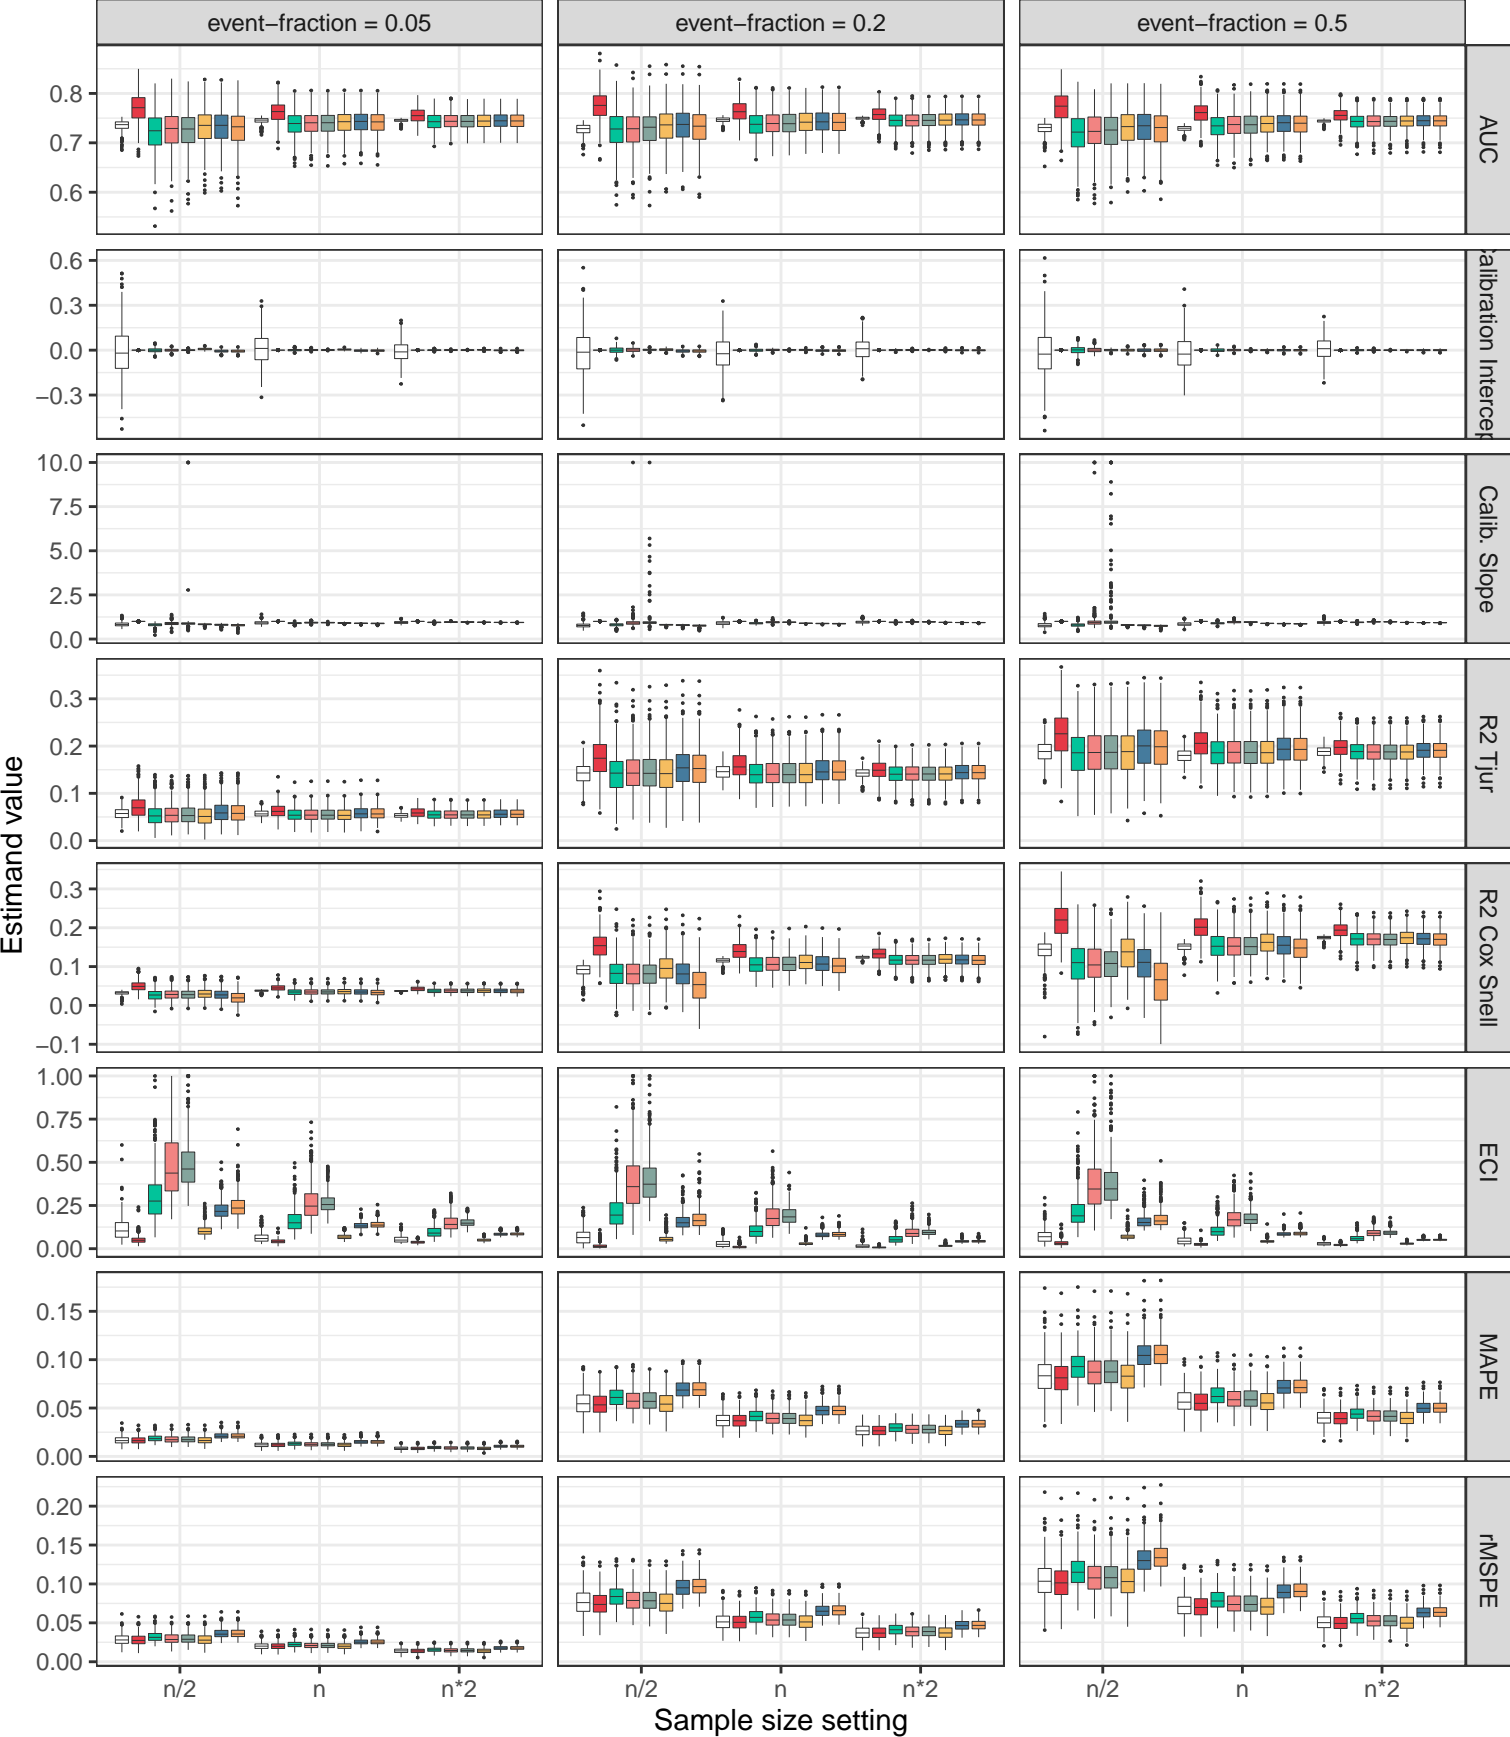 event−fraction = 0.05
event−fraction = 0.2
event−fraction = 0.5
0.8
0.7
0.6
AUC
0.6
0.3
0.0
−0.3
alibration Intercep
10.0
7.5
5.0
2.5
0.0
Calib. Slope
0.3
0.2
0.1
0.0
R2 Tjur
0.3
0.2
0.1
0.0
−0.1
R2 Cox Snell
1.00
0.75
0.50
0.25
0.00
ECI
0.15
0.10
0.05
0.00
MAPE
0.20
0.15
0.10
0.05
0.00
rMSPE
Estimand value
n/2 n n*2
n/2 n n*2
n/2 n n*2
Sample size setting